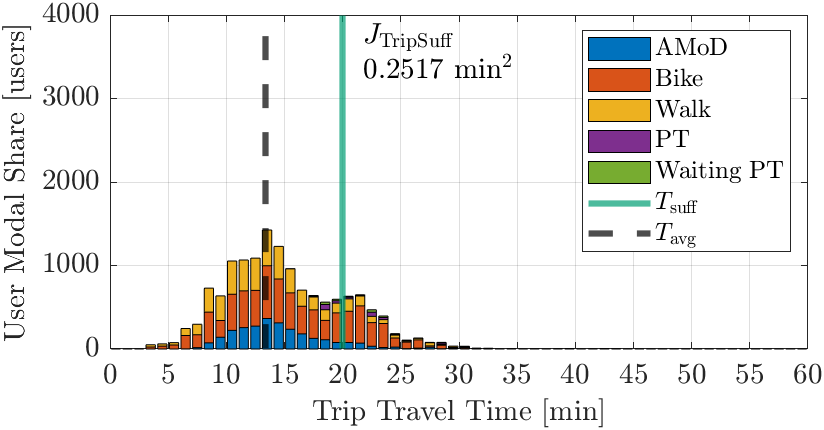 4000
3000
2000
1000
0
User Modal Share [users]
J_TripSuff
0.2517 min²
AMoD
Bike
Walk
PT
Waiting PT
T_suff
T_avg
0 5 10 15 20 25 30 35 40 45 50 55 60
Trip Travel Time [min]